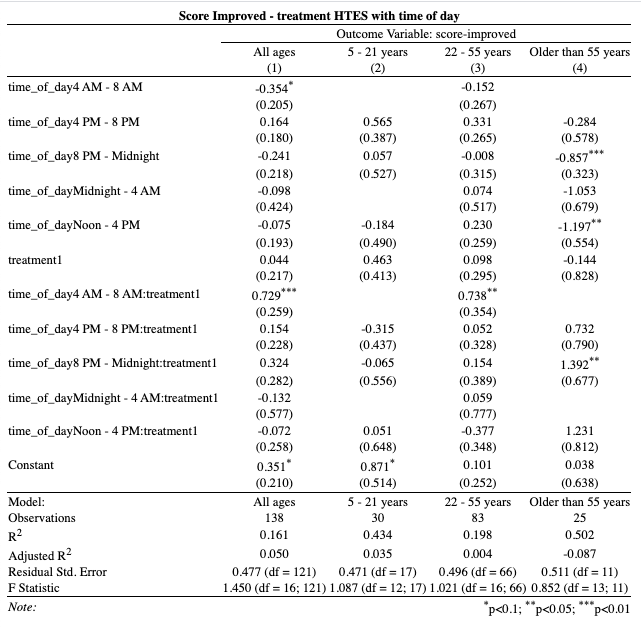 Score Improved - treatment HTES with time of day
Outcome Variable: score-improved
All ages 5 - 21 years 22 - 55 years Older than 55 years
(1) (2) (3) (4)
time_of_day4 AM - 8 AM -0.354* -0.152
(0.205) (0.267)
time_of_day4 PM - 8 PM 0.164 0.565 0.331 -0.284
(0.180) (0.387) (0.265) (0.578)
time_of_day8 PM - Midnight -0.241 0.057 -0.008 -0.857***
(0.218) (0.527) (0.315) (0.323)
time_of_dayMidnight - 4 AM -0.098 0.074 -1.053
(0.424) (0.517) (0.679)
time_of_dayNoon - 4 PM -0.075 -0.184 0.230 -1.197**
(0.193) (0.490) (0.259) (0.554)
treatment1 0.044 0.463 0.098 -0.144
(0.217) (0.413) (0.295) (0.828)
time_of_day4 AM - 8 AM:treatment1 0.729*** 0.738**
(0.259) (0.354)
time_of_day4 PM - 8 PM:treatment1 0.154 -0.315 0.052 0.732
(0.228) (0.437) (0.328) (0.790)
time_of_day8 PM - Midnight:treatment1 0.324 -0.065 0.154 1.392**
(0.282) (0.556) (0.389) (0.677)
time_of_dayMidnight - 4 AM:treatment1 -0.132 0.059
(0.577) (0.777)
time_of_dayNoon - 4 PM:treatment1 -0.072 0.051 -0.377 1.231
(0.258) (0.648) (0.348) (0.812)
Constant 0.351* 0.871* 0.101 0.038
(0.210) (0.514) (0.252) (0.638)
Model: All ages 5 - 21 years 22 - 55 years Older than 55 years
Observations 138 30 83 25
R2 0.161 0.434 0.198 0.502
Adjusted R2 0.050 0.035 0.004 -0.087
Residual Std. Error 0.477 (df = 121) 0.471 (df = 17) 0.496 (df = 66) 0.511 (df = 11)
F Statistic 1.450 (df = 16; 121) 1.087 (df = 12; 17) 1.021 (df = 16; 66) 0.852 (df = 13; 11)
Note: *p<0.1; **p<0.05; ***p<0.01